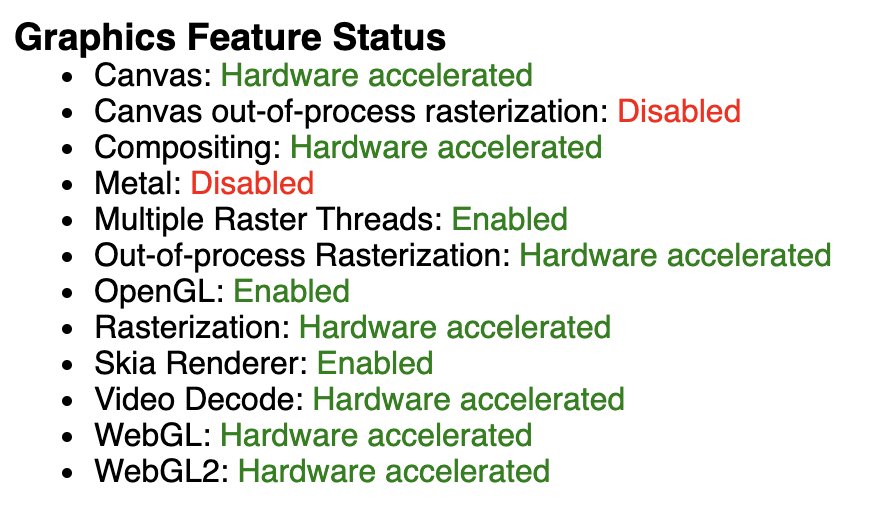 Graphics Feature Status
• Canvas: Hardware accelerated
• Canvas out-of-process rasterization: Disabled
• Compositing: Hardware accelerated
• Metal: Disabled
• Multiple Raster Threads: Enabled
• Out-of-process Rasterization: Hardware accelerated
• OpenGL: Enabled
• Rasterization: Hardware accelerated
• Skia Renderer: Enabled
• Video Decode: Hardware accelerated
• WebGL: Hardware accelerated
• WebGL2: Hardware accelerated